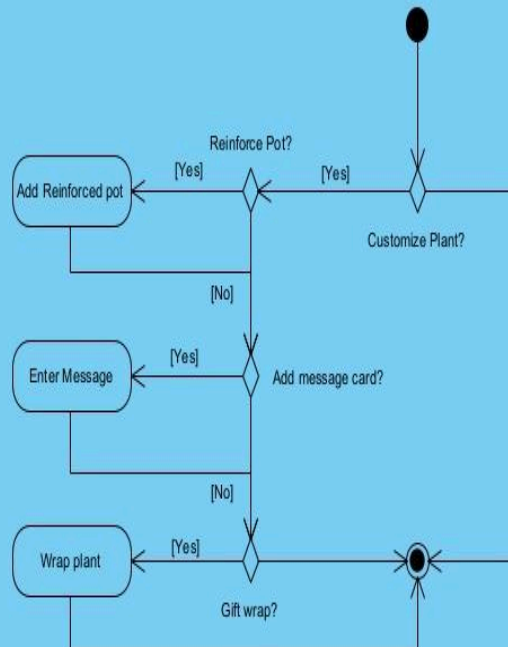 Reinforce Pot?
[Yes]
[Yes]
Add Reinforced pot
Customize Plant?
[No]
[Yes]
Enter Message
Add message card?
[No]
[Yes]
Wrap plant
Gift wrap?